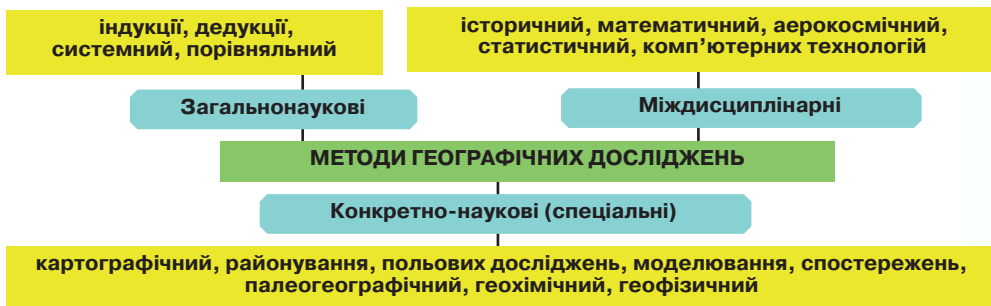 індукції, дедукції,
системний, порівняльний
історичний, математичний, аерокосмічний,
статистичний, комп’ютерних технологій
Загальнонаукові
Міждисциплінарні
МЕТОДИ ГЕОГРАФІЧНИХ ДОСЛІДЖЕНЬ
Конкретно-наукові (спеціальні)
картографічний, районування, польових досліджень, моделювання, спостережень,
палеогеографічний, геохімічний, геофізичний